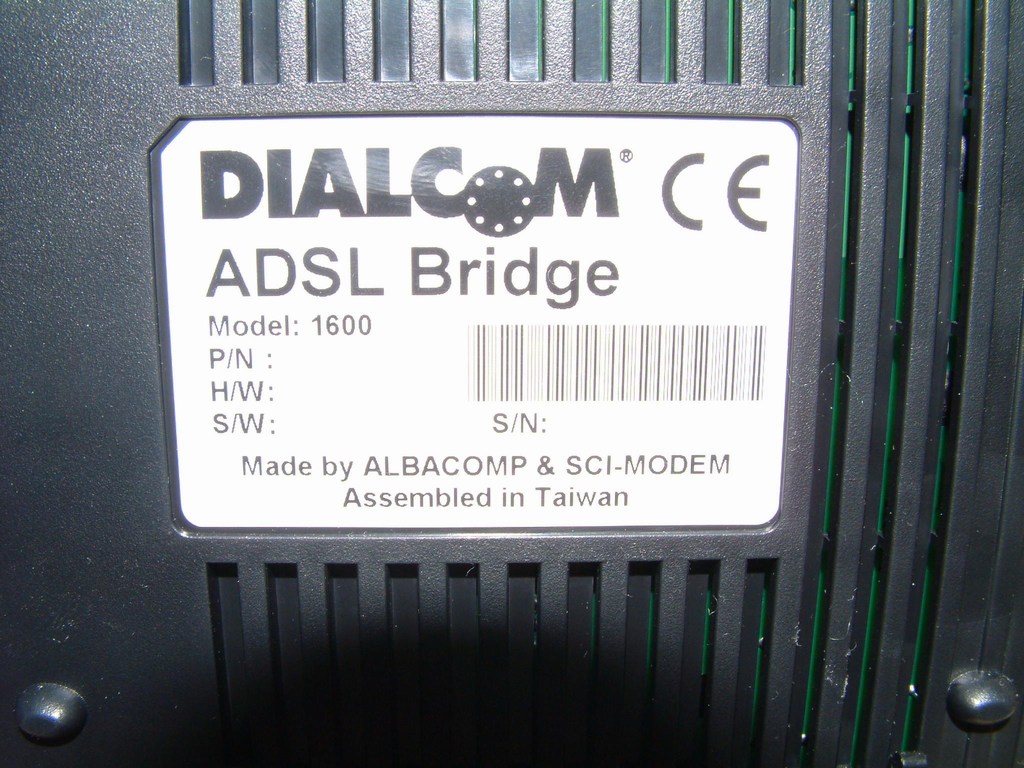 DIALCOM® CE
ADSL Bridge
Model: 1600
P/N :
H/W:
S/W: S/N:
Made by ALBACOMP & SCI-MODEM
Assembled in Taiwan